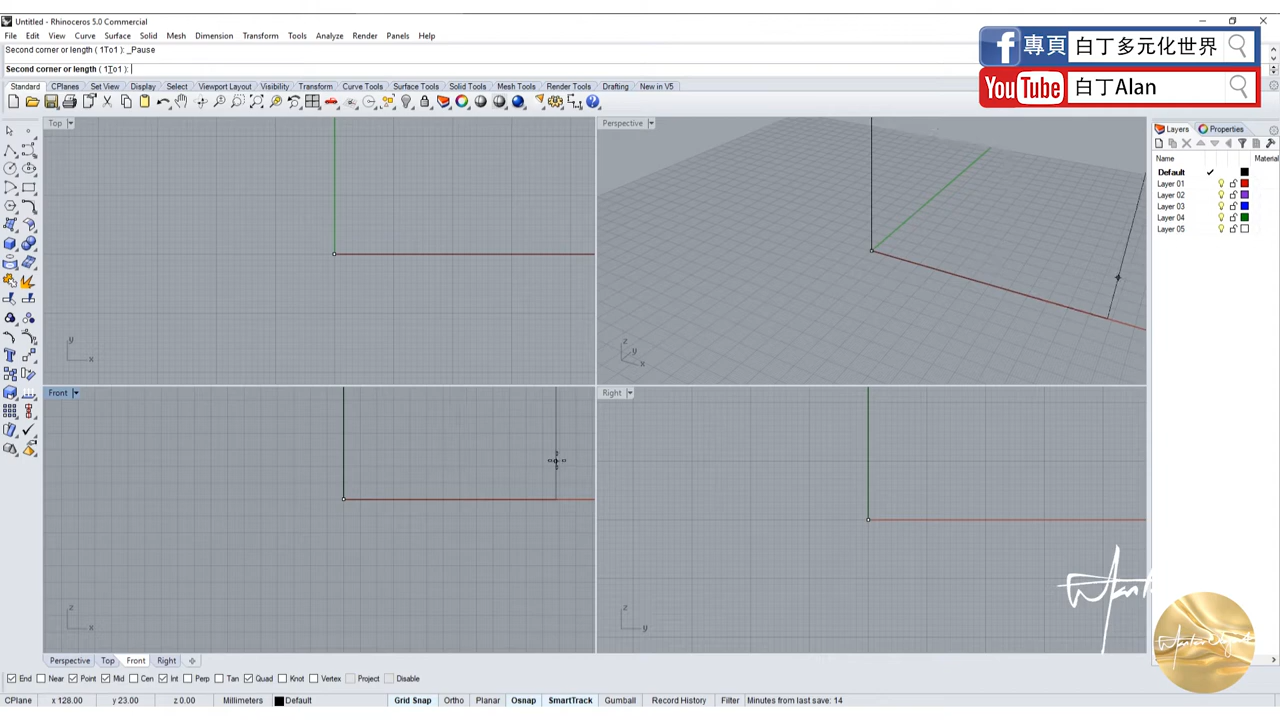 Untitled - Rhinoceros 5.0 Commercial
File Edit View Curve Surface Solid Mesh Dimension Transform Tools Analyze Render Panels Help
Second corner or length ( 1To1 ): _Pause
Second corner or length ( 1To1 ):
專頁 白丁多元化世界
YouTube 白丁Alan
Standard CPlanes Set View Display Select Viewport Layout Visibility Transform Curve Tools Surface Tools Solid Tools Mesh Tools Render Tools Drafting New in V5
Top
Perspective
Layers Properties
Name Material
Default
Layer 01
Layer 02
Layer 03
Layer 04
Layer 05
y
x
z
y
x
Front
Right
z
x
z
y
Perspective Top Front Right
End Near Point Mid Cen Int Perp Tan Quad Knot Vertex Project Disable
CPlane x 128.00 y 23.00 z 0.00 Millimeters Default Grid Snap Ortho Planar Osnap SmartTrack Gumball Record History Filter Minutes from last save: 14